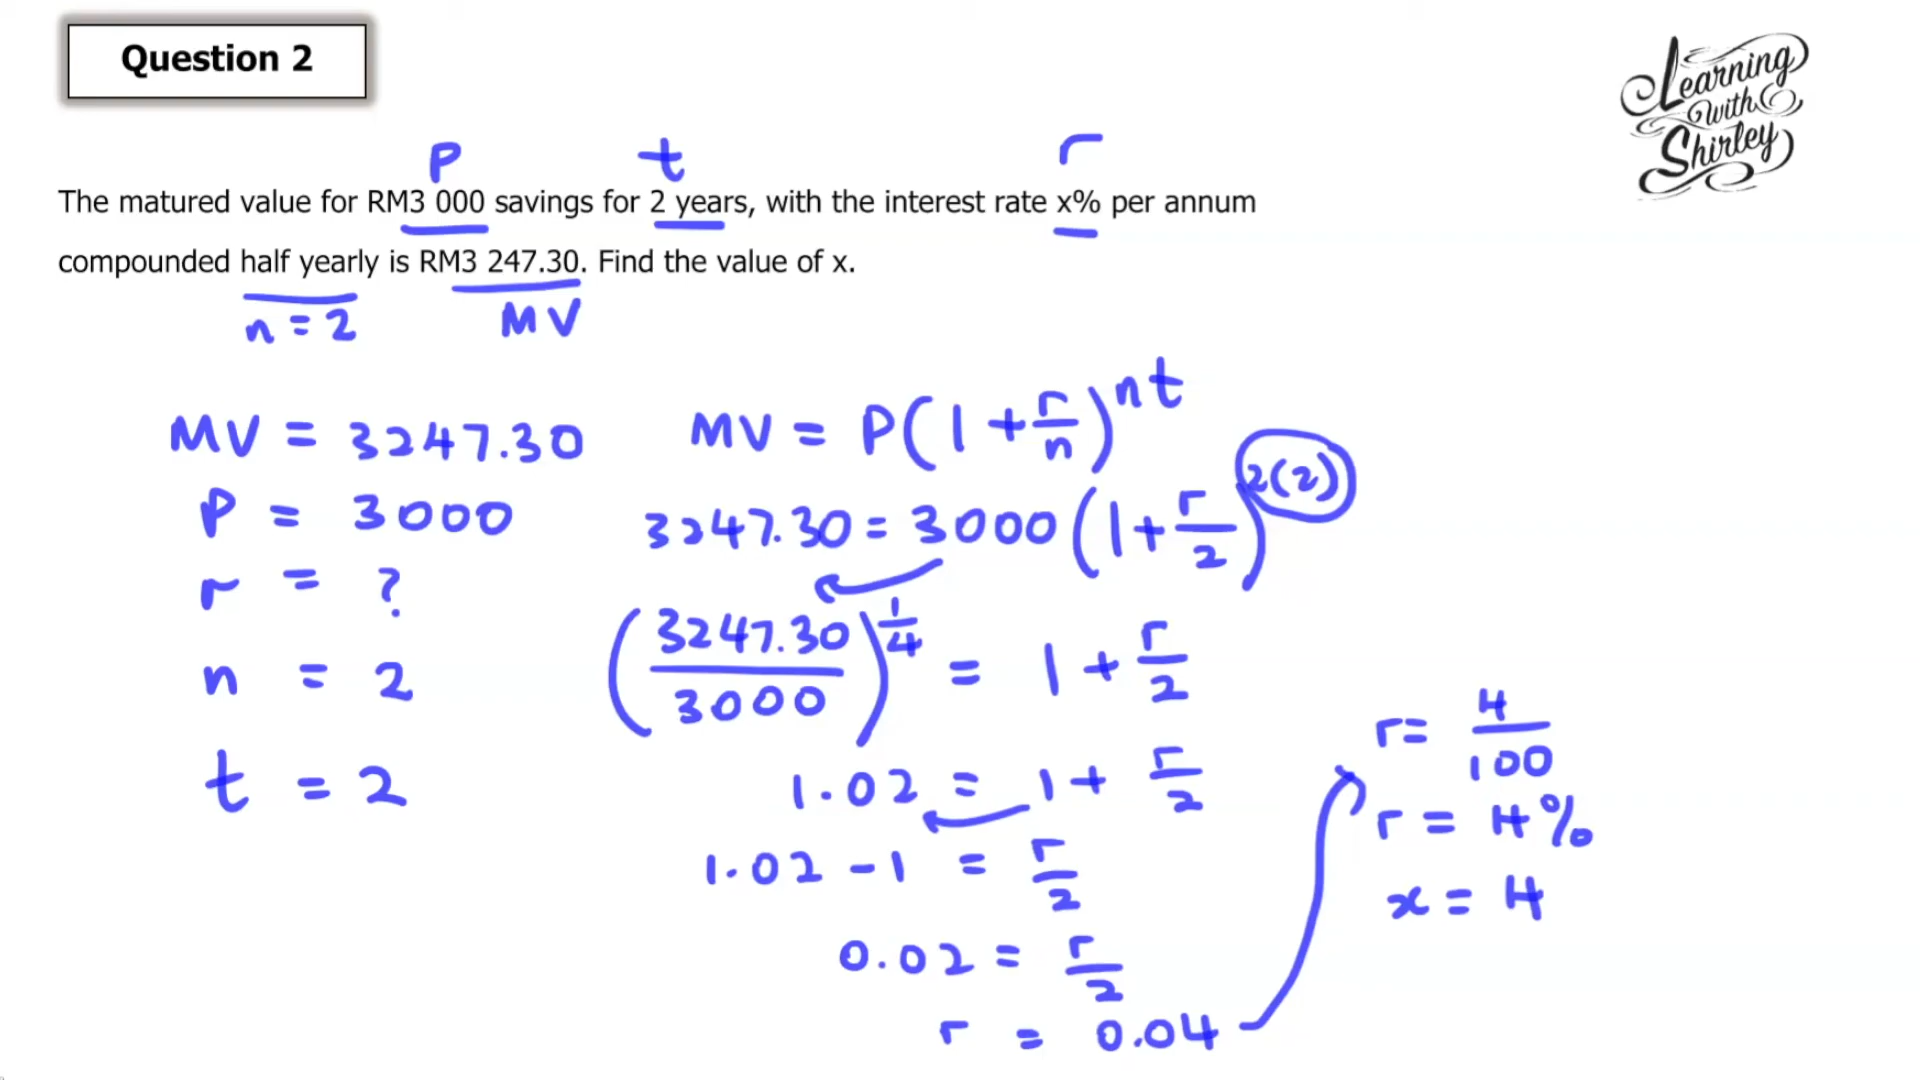 Question 2
Learning
with
Shirley
P t r
The matured value for RM3 000 savings for 2 years, with the interest rate x% per annum
compounded half yearly is RM3 247.30. Find the value of x.
n = 2 MV
MV = 3247.30
P = 3000
r = ?
n = 2
t = 2
MV = P(1 + r/n)^nt
3247.30 = 3000 (1 + r/2)^2(2)
(3247.30/3000)^1/4 = 1 + r/2
1.02 = 1 + r/2
1.02 - 1 = r/2
0.02 = r/2
r = 0.04
r = 4/100
r = 4%
x = 4